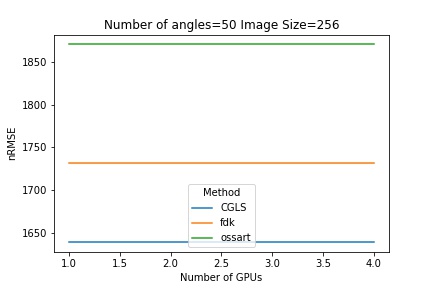 Number of angles=50 Image Size=256
nRMSE
1850
1800
1750
1700
1650
Method
CGLS
fdk
ossart
1.0 1.5 2.0 2.5 3.0 3.5 4.0
Number of GPUs